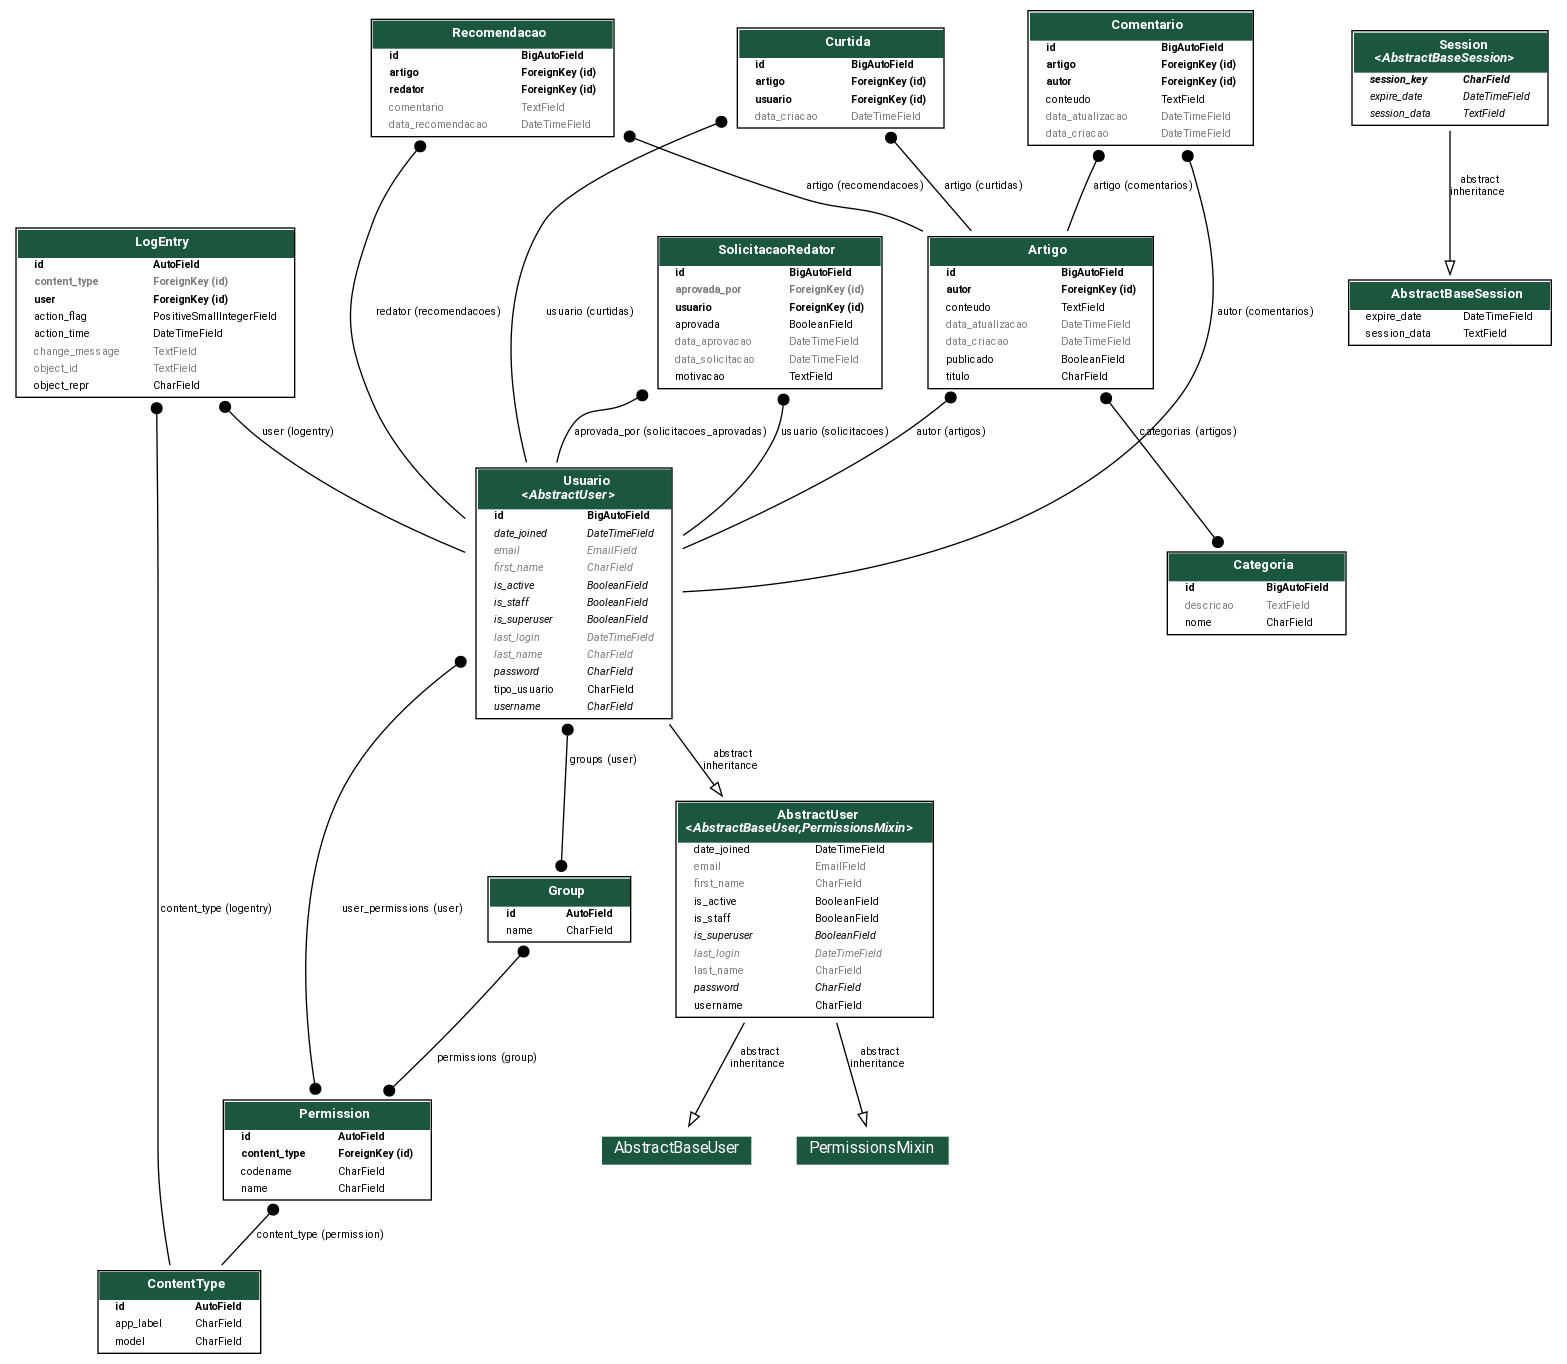 Recomendacao
id BigAutoField
artigo ForeignKey (id)
redator ForeignKey (id)
comentario TextField
data_recomendacao DateTimeField
Curtida
id BigAutoField
artigo ForeignKey (id)
usuario ForeignKey (id)
data_criacao DateTimeField
Comentario
id BigAutoField
artigo ForeignKey (id)
autor ForeignKey (id)
conteudo TextField
data_atualizacao DateTimeField
data_criacao DateTimeField
Session
<AbstractBaseSession>
session_key CharField
expire_date DateTimeField
session_data TextField
artigo (recomendacoes)
artigo (curtidas)
artigo (comentarios)
abstract
inheritance
LogEntry
id AutoField
content_type ForeignKey (id)
user ForeignKey (id)
action_flag PositiveSmallIntegerField
action_time DateTimeField
change_message TextField
object_id TextField
object_repr CharField
redator (recomendacoes)
usuario (curtidas)
SolicitacaoRedator
id BigAutoField
aprovada_por ForeignKey (id)
usuario ForeignKey (id)
aprovada BooleanField
data_aprovacao DateTimeField
data_solicitacao DateTimeField
motivacao TextField
Artigo
id BigAutoField
autor ForeignKey (id)
conteudo TextField
data_atualizacao DateTimeField
data_criacao DateTimeField
publicado BooleanField
titulo CharField
autor (comentarios)
AbstractBaseSession
expire_date DateTimeField
session_data TextField
user (logentry)
aprovada_por (solicitacoes_aprovadas)
usuario (solicitacoes)
autor (artigos)
categorias (artigos)
Usuario
<AbstractUser>
id BigAutoField
date_joined DateTimeField
email EmailField
first_name CharField
is_active BooleanField
is_staff BooleanField
is_superuser BooleanField
last_login DateTimeField
last_name CharField
password CharField
tipo_usuario CharField
username CharField
Categoria
id BigAutoField
descricao TextField
nome CharField
groups (user)
abstract
inheritance
AbstractUser
<AbstractBaseUser,PermissionsMixin>
date_joined DateTimeField
email EmailField
first_name CharField
is_active BooleanField
is_staff BooleanField
is_superuser BooleanField
last_login DateTimeField
last_name CharField
password CharField
username CharField
Group
id AutoField
name CharField
content_type (logentry)
user_permissions (user)
permissions (group)
abstract
inheritance
abstract
inheritance
Permission
id AutoField
content_type ForeignKey (id)
codename CharField
name CharField
AbstractBaseUser
PermissionsMixin
content_type (permission)
ContentType
id AutoField
app_label CharField
model CharField